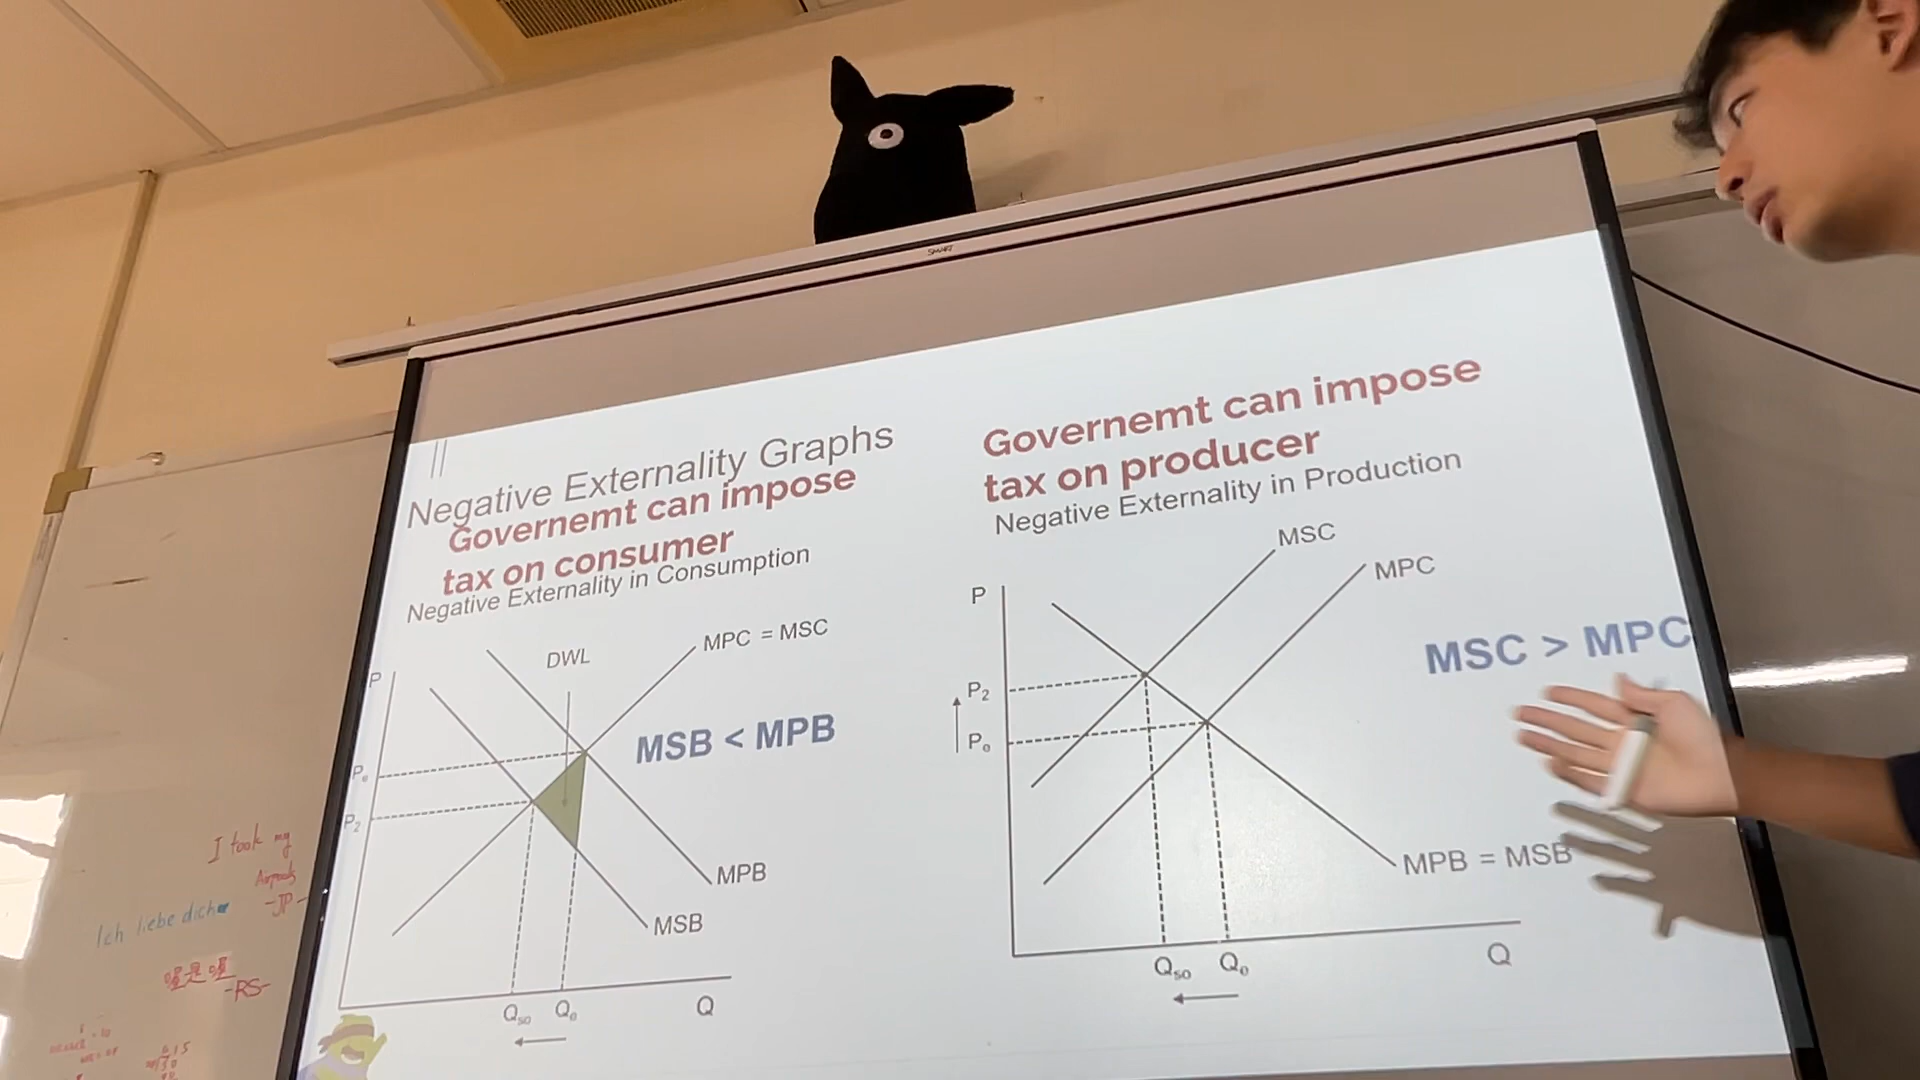 SMART
Negative Externality Graphs
Governemt can impose
tax on consumer
Negative Externality in Consumption
P
DWL
MPC = MSC
MSB < MPB
Pₑ
P₂
MPB
MSB
Qₛₒ Qₑ
Q
Governemt can impose
tax on producer
Negative Externality in Production
P
MSC
MPC
MSC > MPC
P₂
Pₑ
MPB = MSB
Qₛₒ Qₑ
Q
I took my
Airpods
-JP-
Ich liebe dich
-RS-